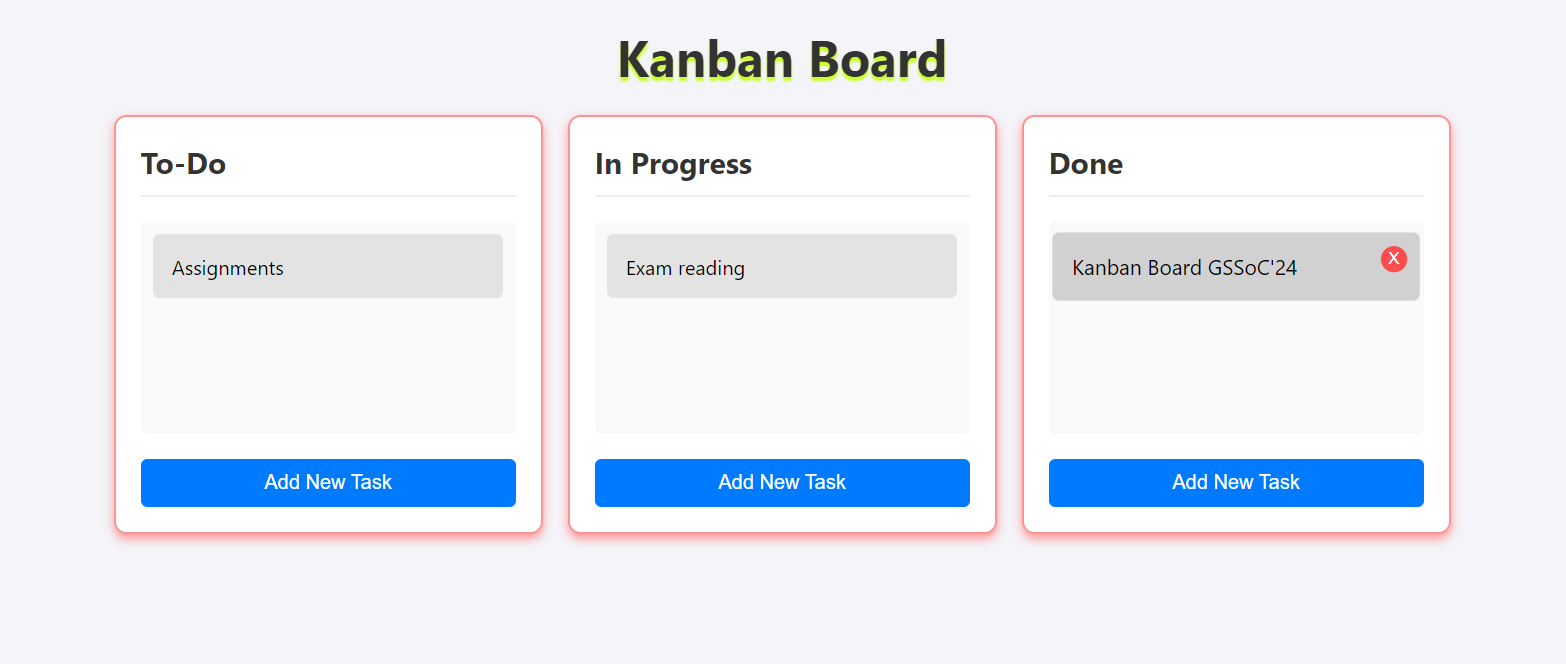 Kanban Board
To-Do
Assignments
Add New Task
In Progress
Exam reading
Add New Task
Done
Kanban Board GSSoC'24
X
Add New Task